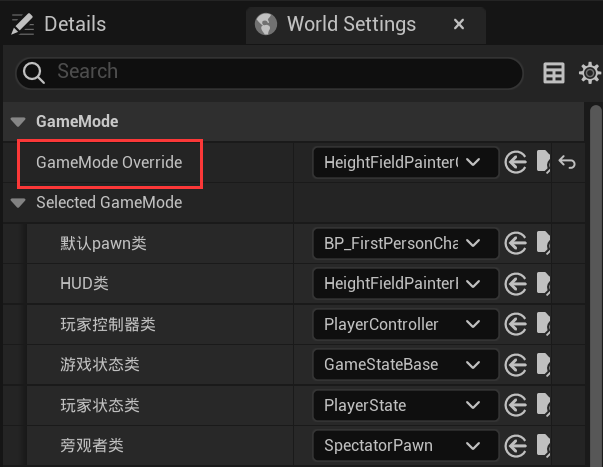 Details
World Settings ×
Search
GameMode
GameMode Override HeightFieldPainter
Selected GameMode
默认pawn类 BP_FirstPersonCha
HUD类 HeightFieldPainter
玩家控制器类 PlayerController
游戏状态类 GameStateBase
玩家状态类 PlayerState
旁观者类 SpectatorPawn